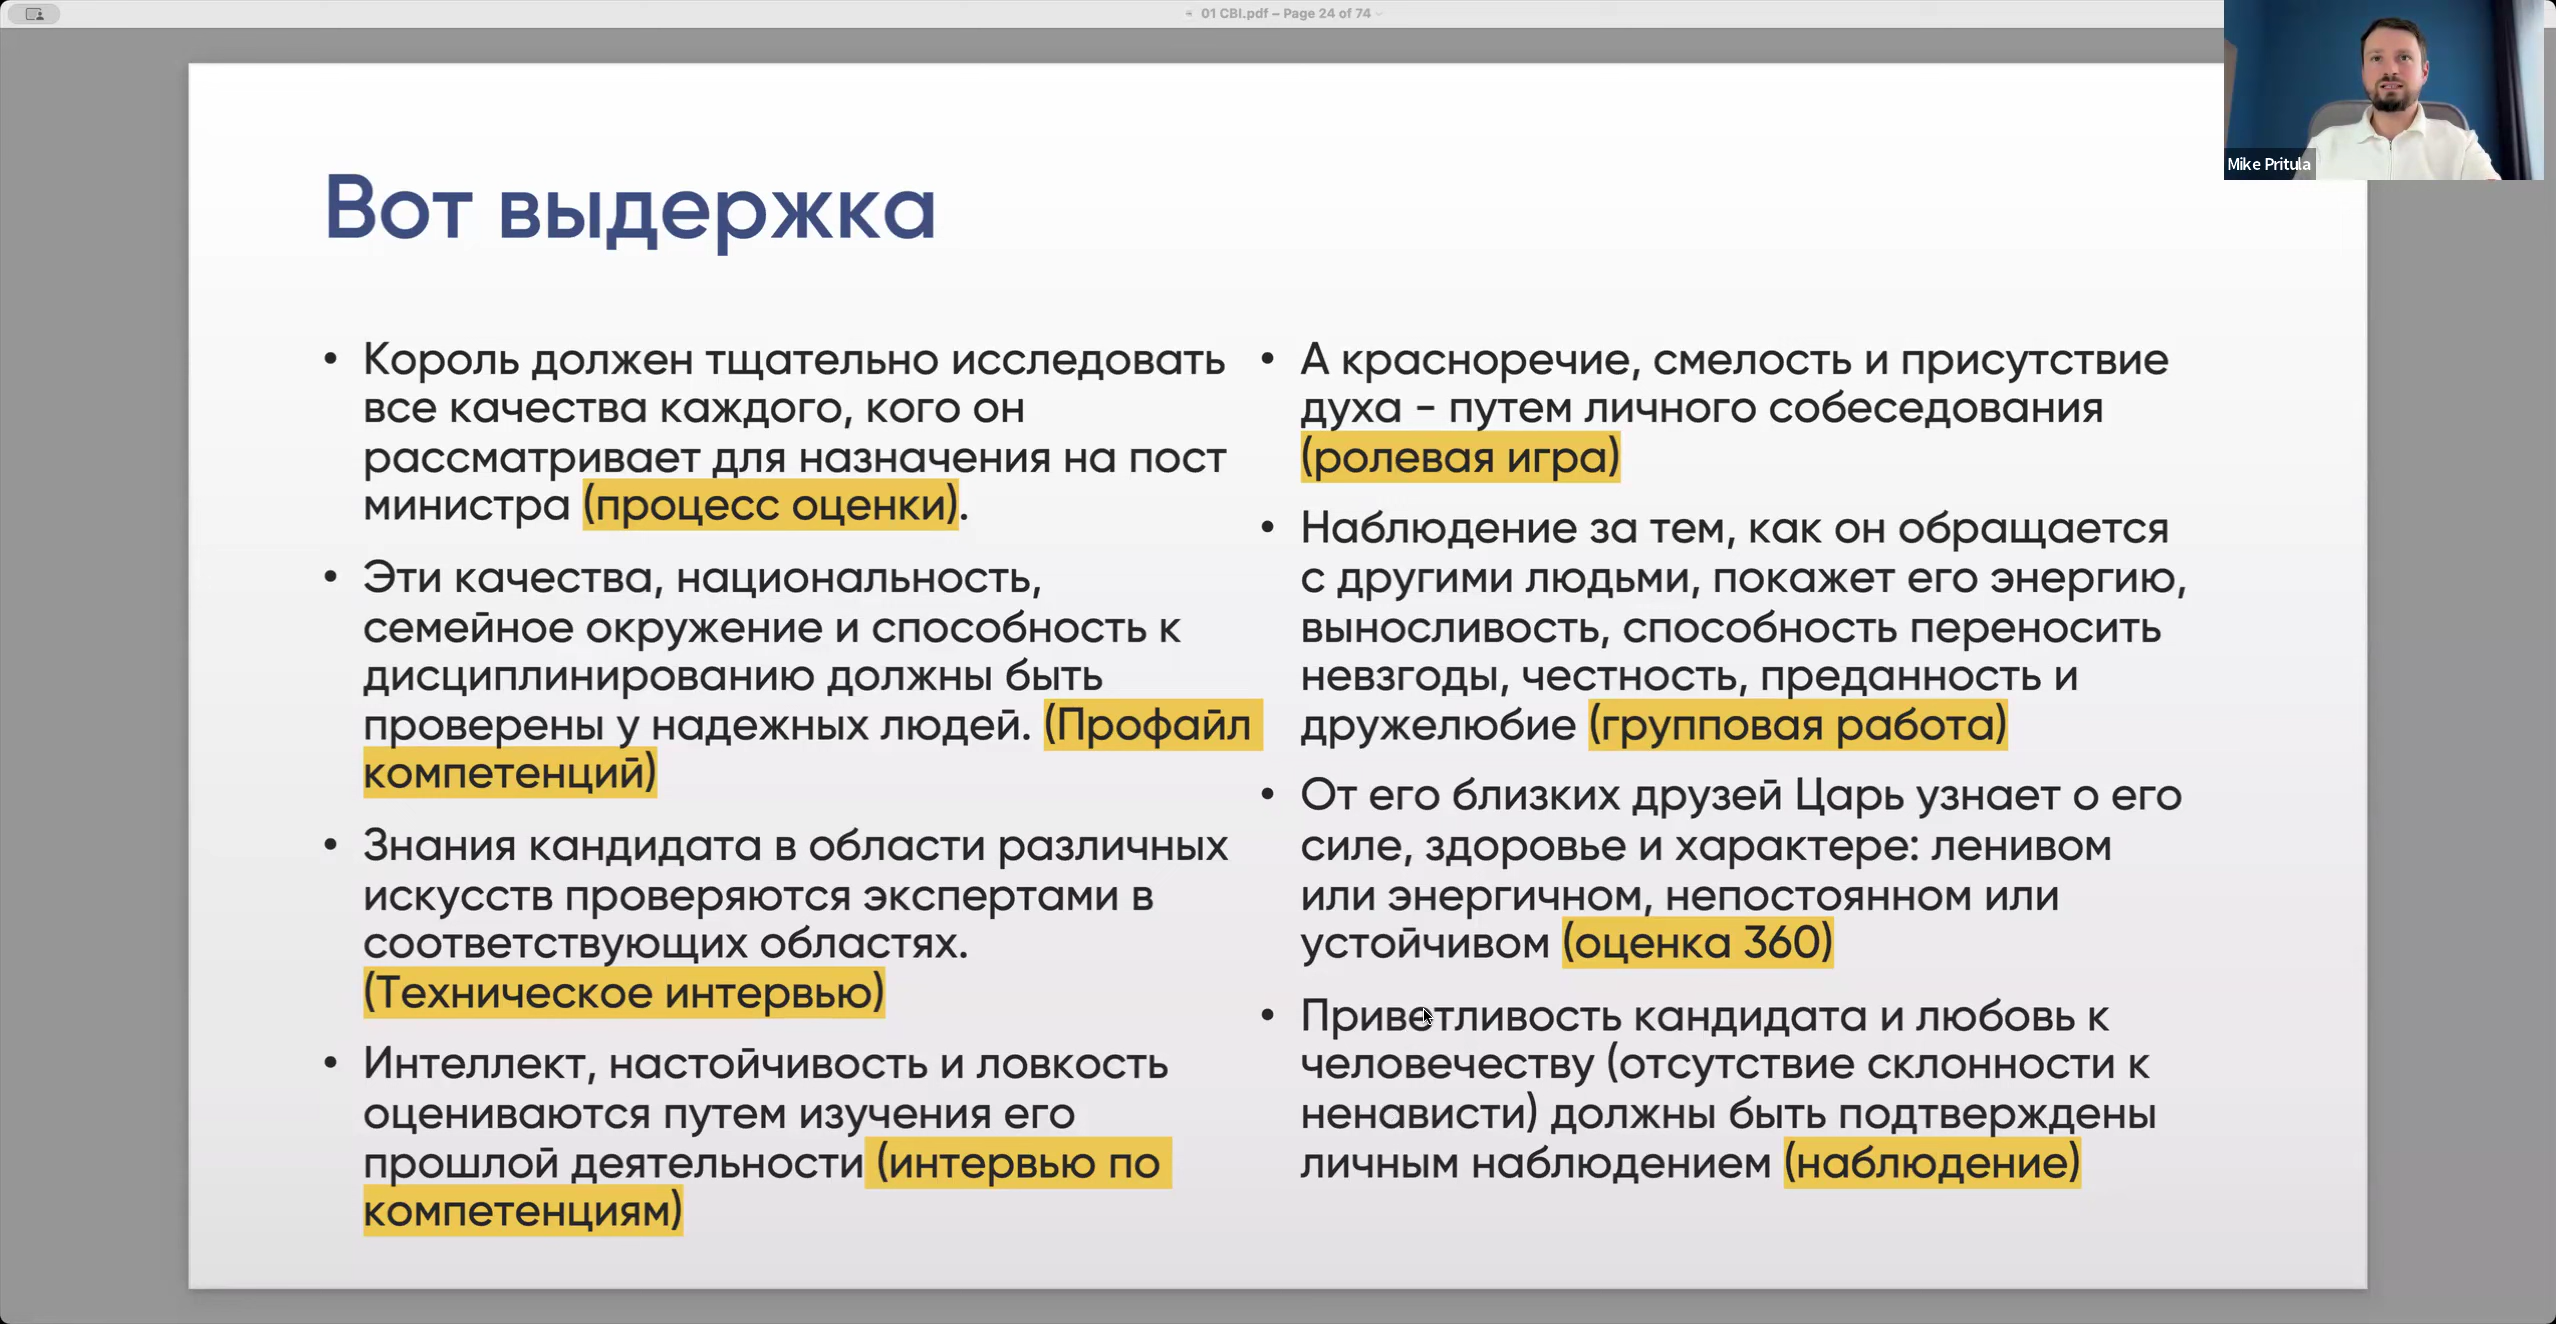 01 CBI.pdf – Page 24 of 74
Mike Pritula
Вот выдержка
• Король должен тщательно исследовать
все качества каждого, кого он
рассматривает для назначения на пост
министра (процесс оценки).
• Эти качества, национальность,
семейное окружение и способность к
дисциплинированию должны быть
проверены у надежных людей. (Профайл
компетенций)
• Знания кандидата в области различных
искусств проверяются экспертами в
соответствующих областях.
(Техническое интервью)
• Интеллект, настойчивость и ловкость
оцениваются путем изучения его
прошлой деятельности (интервью по
компетенциям)
• А красноречие, смелость и присутствие
духа - путем личного собеседования
(ролевая игра)
• Наблюдение за тем, как он обращается
с другими людьми, покажет его энергию,
выносливость, способность переносить
невзгоды, честность, преданность и
дружелюбие (групповая работа)
• От его близких друзей Царь узнает о его
силе, здоровье и характере: ленивом
или энергичном, непостоянном или
устойчивом (оценка 360)
• Приветливость кандидата и любовь к
человечеству (отсутствие склонности к
ненависти) должны быть подтверждены
личным наблюдением (наблюдение)